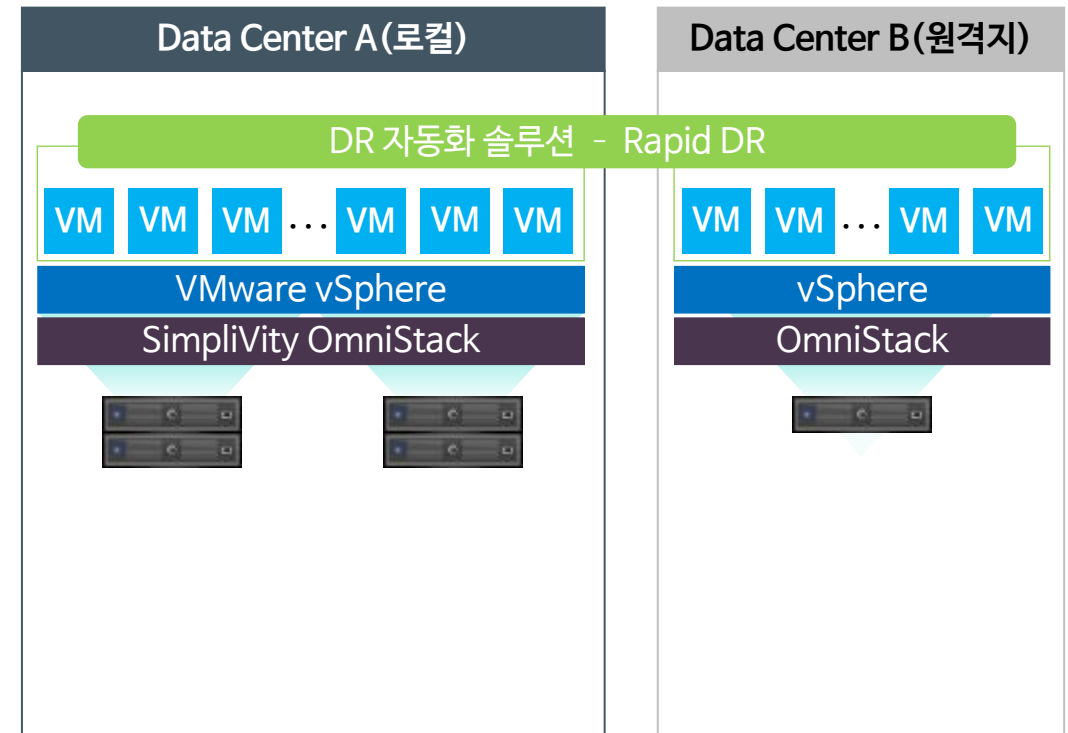 Data Center A(로컬)
Data Center B(원격지)
DR 자동화 솔루션 - Rapid DR
VM VM VM ... VM VM VM
VM VM ... VM VM
VMware vSphere
vSphere
SimpliVity OmniStack
OmniStack